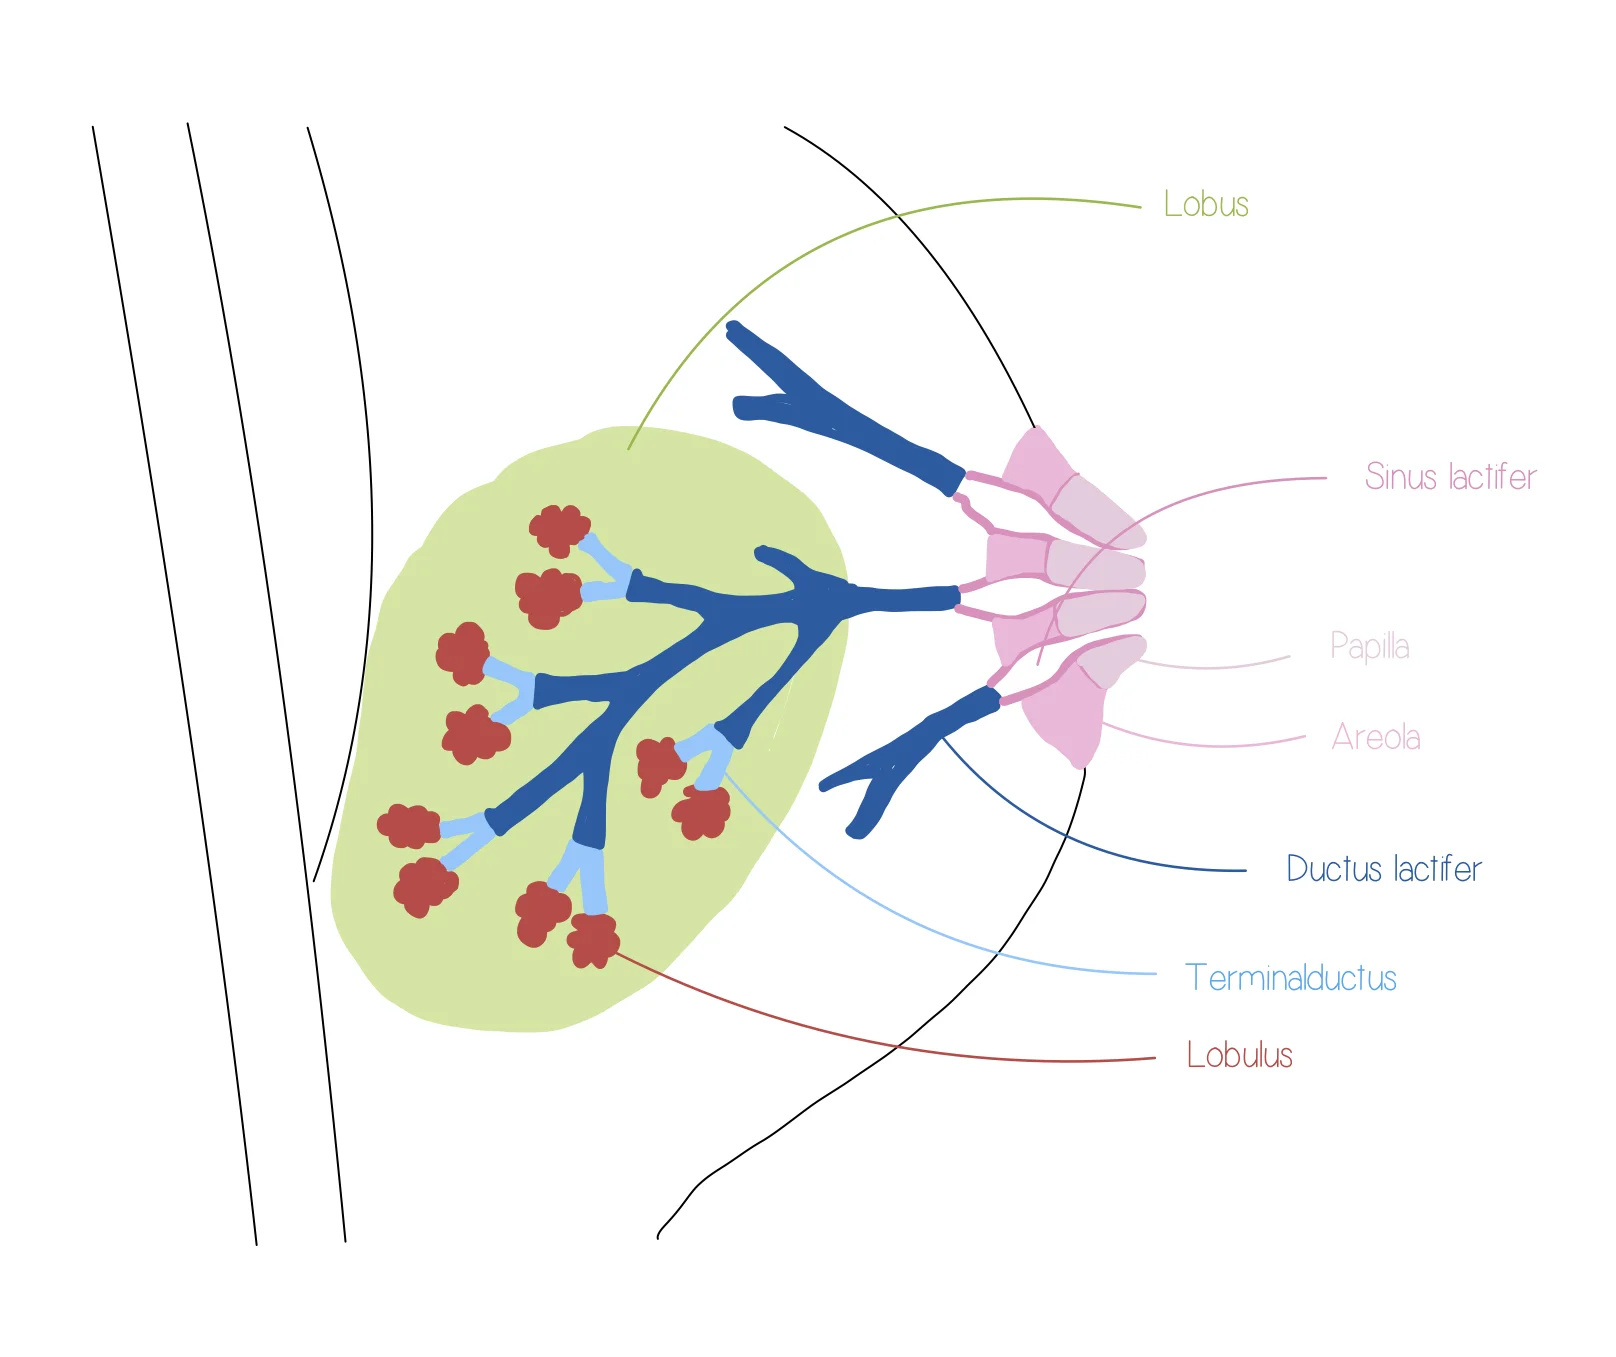 Lobus
Sinus lactifer
Papilla
Areola
Ductus lactifer
Terminalductus
Lobulus